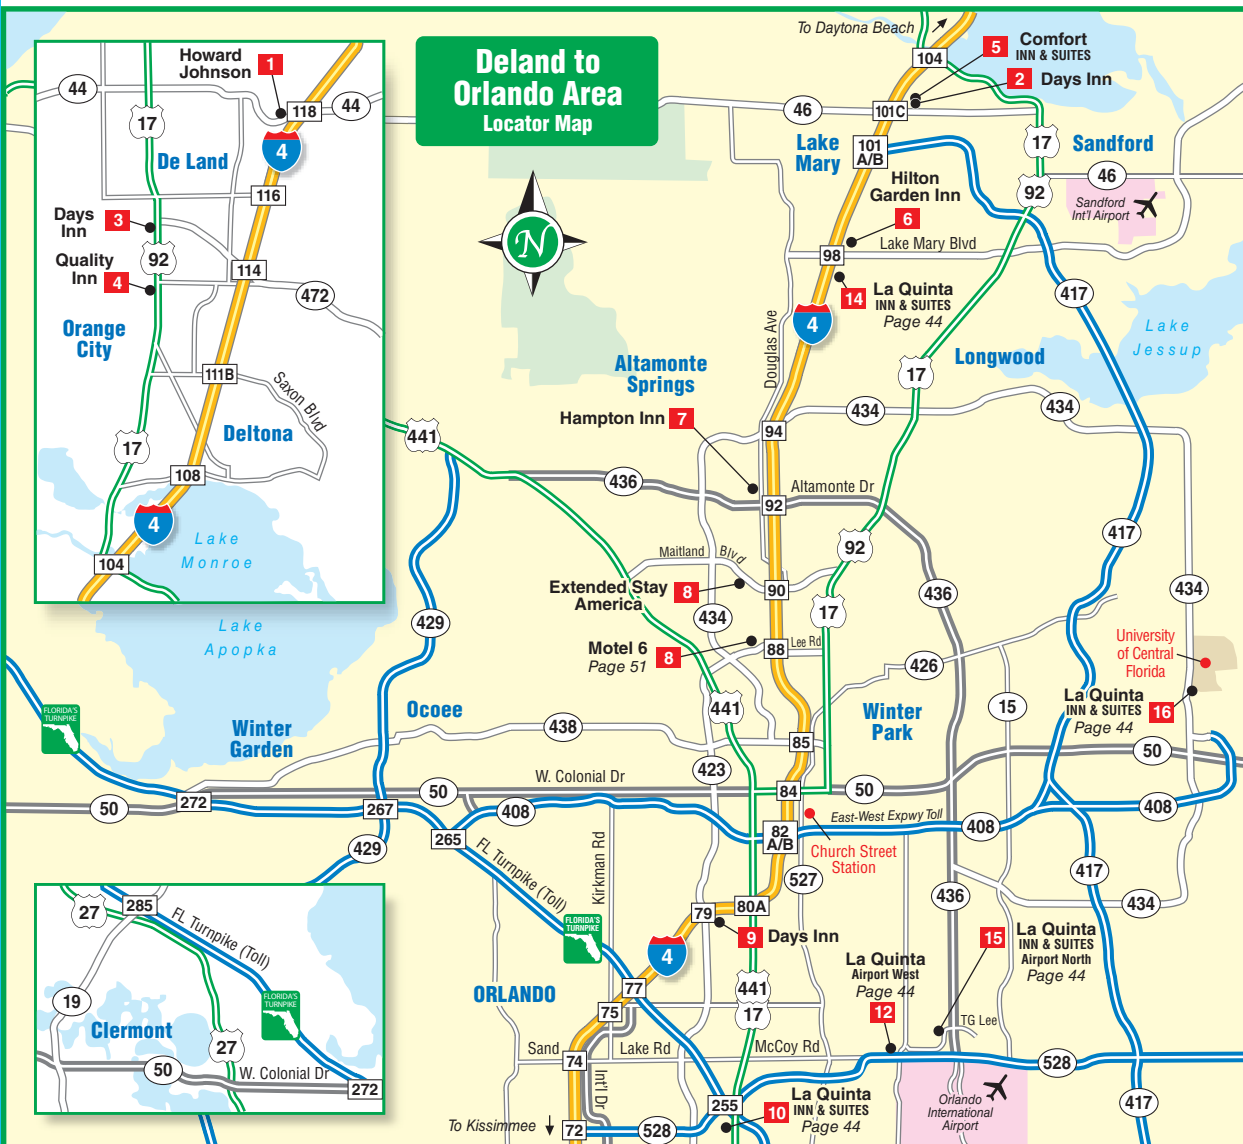 To Daytona Beach
104
5
Comfort
INN & SUITES
2
Days Inn
101C
46
17
Sandford
Lake
Mary
101
A/B
46
92
Sandford
Int'l Airport
Hilton
Garden Inn
6
Lake Mary Blvd
98
14
La Quinta
INN & SUITES
Page 44
4
417
Lake
Jessup
Deland to
Orlando Area
Locator Map
N
Howard
Johnson
1
44
118
44
17
De Land
4
116
Days
Inn
3
92
Quality
Inn
4
114
472
Orange
City
111B
Saxon Blvd
Deltona
17
108
4
Lake
Monroe
104
Douglas Ave
Altamonte
Springs
Longwood
17
434
434
Hampton Inn
7
94
441
436
Altamonte Dr
92
417
92
Maitland Blvd
90
Extended Stay
America
8
434
17
436
434
429
Lake
Apopka
Motel 6
Page 51
8
88
Lee Rd
426
University
of Central
Florida
La Quinta
INN & SUITES
Page 44
16
FLORIDA'S
TURNPIKE
Ocoee
Winter
Garden
438
441
Winter
Park
15
85
423
50
W. Colonial Dr
50
272
267
50
84
50
408
408
265
82
A/B
East-West Expwy Toll
408
Church Street
Station
429
FL Turnpike (Toll)
Kirkman Rd
527
417
436
434
80A
79
9
Days Inn
FLORIDA'S
TURNPIKE
4
27
285
FL Turnpike (Toll)
19
FLORIDA'S
TURNPIKE
Clermont
27
50
W. Colonial Dr
272
ORLANDO
77
75
441
17
La Quinta
Airport West
Page 44
12
15
La Quinta
INN & SUITES
Airport North
Page 44
TG Lee
Sand
Lake Rd
McCoy Rd
74
Int'l Dr
528
La Quinta
INN & SUITES
Page 44
10
255
Orlando
International
Airport
417
To Kissimmee
72
528